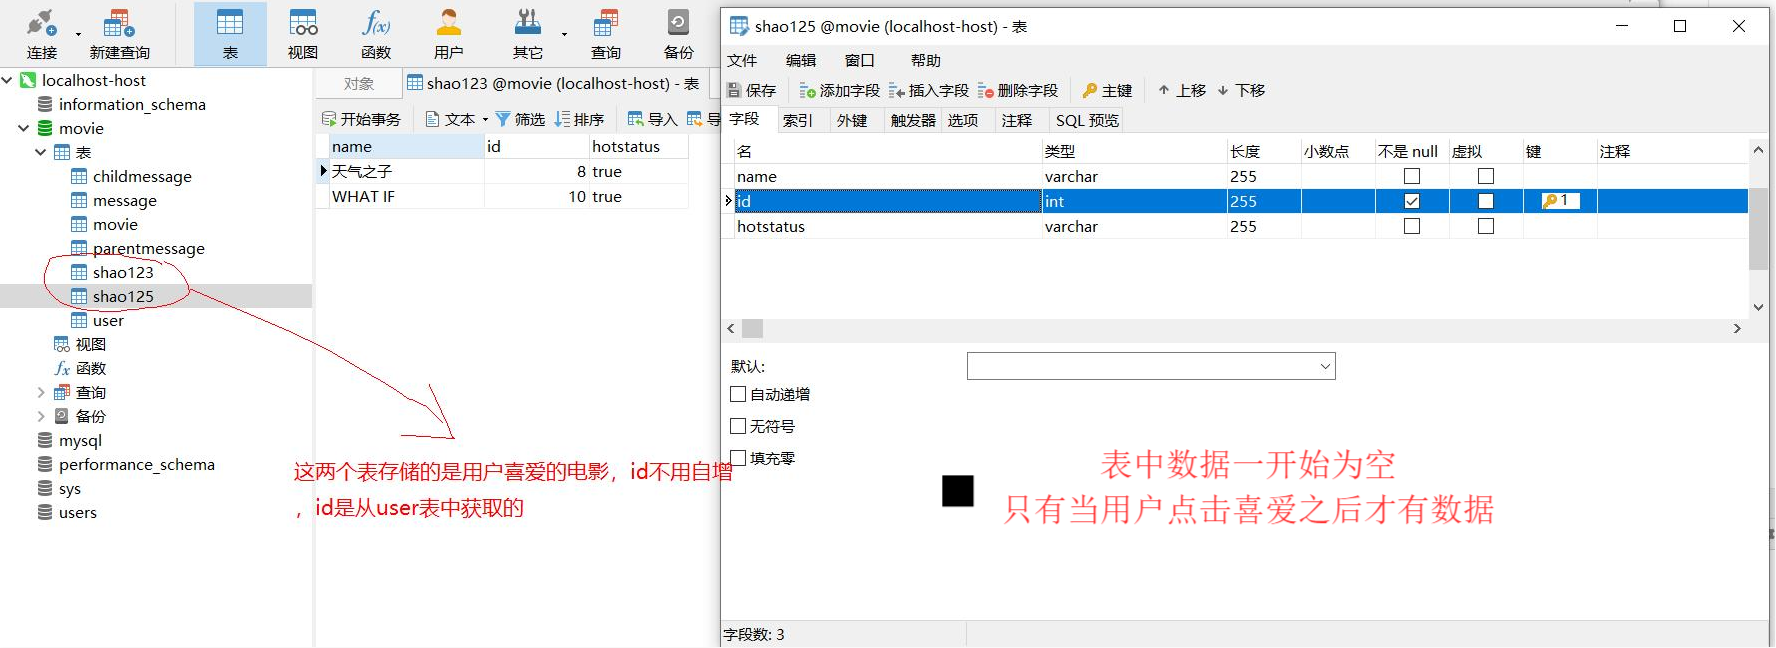 连接
新建查询
表
视图
函数
用户
其它
查询
备份
localhost-host
information_schema
movie
表
childmessage
message
movie
parentmessage
shao123
shao125
user
视图
函数
查询
备份
mysql
performance_schema
sys
users
对象
shao123 @movie (localhost-host) - 表
开始事务
文本
筛选
排序
导入
导
name id hotstatus
天气之子 8 true
WHAT IF 10 true
这两个表存储的是用户喜爱的电影，id不用自增
，id是从user表中获取的
shao125 @movie (localhost-host) - 表
文件 编辑 窗口 帮助
保存 添加字段 插入字段 删除字段 主键 上移 下移
字段 索引 外键 触发器 选项 注释 SQL 预览
名 类型 长度 小数点 不是 null 虚拟 键 注释
name varchar 255
id int 255 1
hotstatus varchar 255
默认:
自动递增
无符号
填充零
表中数据一开始为空
只有当用户点击喜爱之后才有数据
字段数: 3